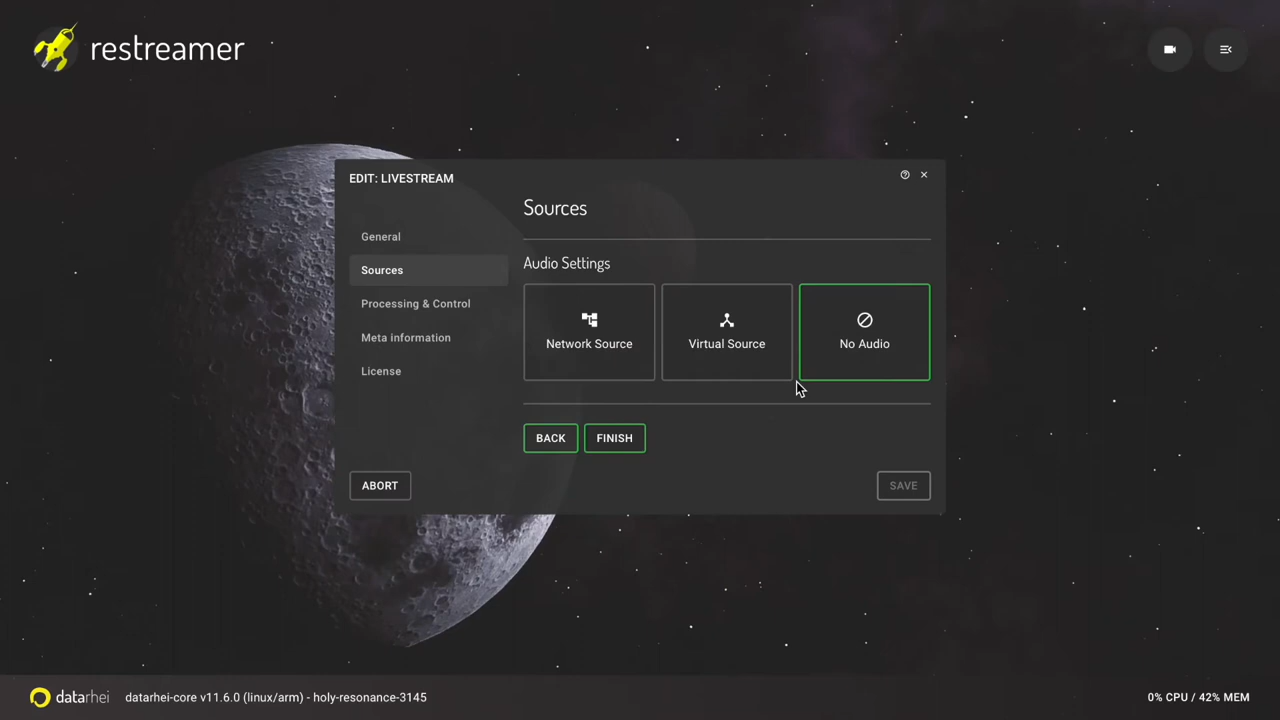 restreamer
EDIT: LIVESTREAM
Sources
General
Sources
Processing & Control
Meta information
License
Audio Settings
Network Source
Virtual Source
No Audio
BACK
FINISH
ABORT
SAVE
datarhei
datarhei-core v11.6.0 (linux/arm) - holy-resonance-3145
0% CPU / 42% MEM